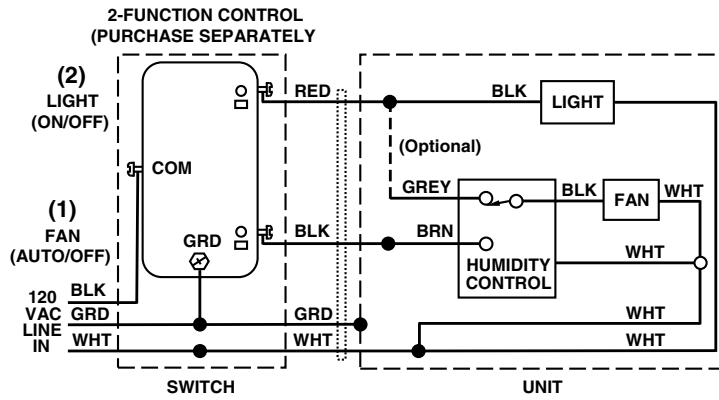 2-FUNCTION CONTROL
(PURCHASE SEPARATELY
(2)
LIGHT
(ON/OFF)
RED
BLK
LIGHT
(Optional)
COM
GREY
BLK
FAN
WHT
(1)
FAN
(AUTO/OFF)
GRD
BLK
BRN
HUMIDITY
CONTROL
WHT
120
VAC
LINE
IN
BLK
GRD
GRD
WHT
WHT
WHT
WHT
SWITCH
UNIT